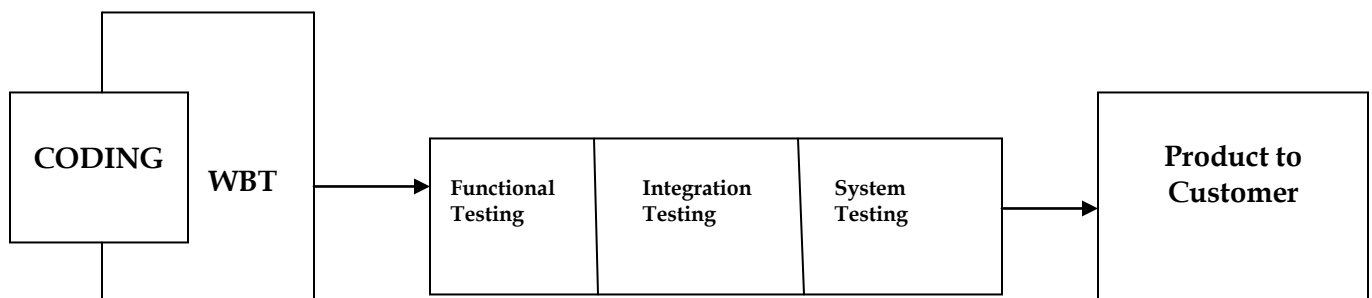 CODING
WBT
Functional
Testing
Integration
Testing
System
Testing
Product to
Customer